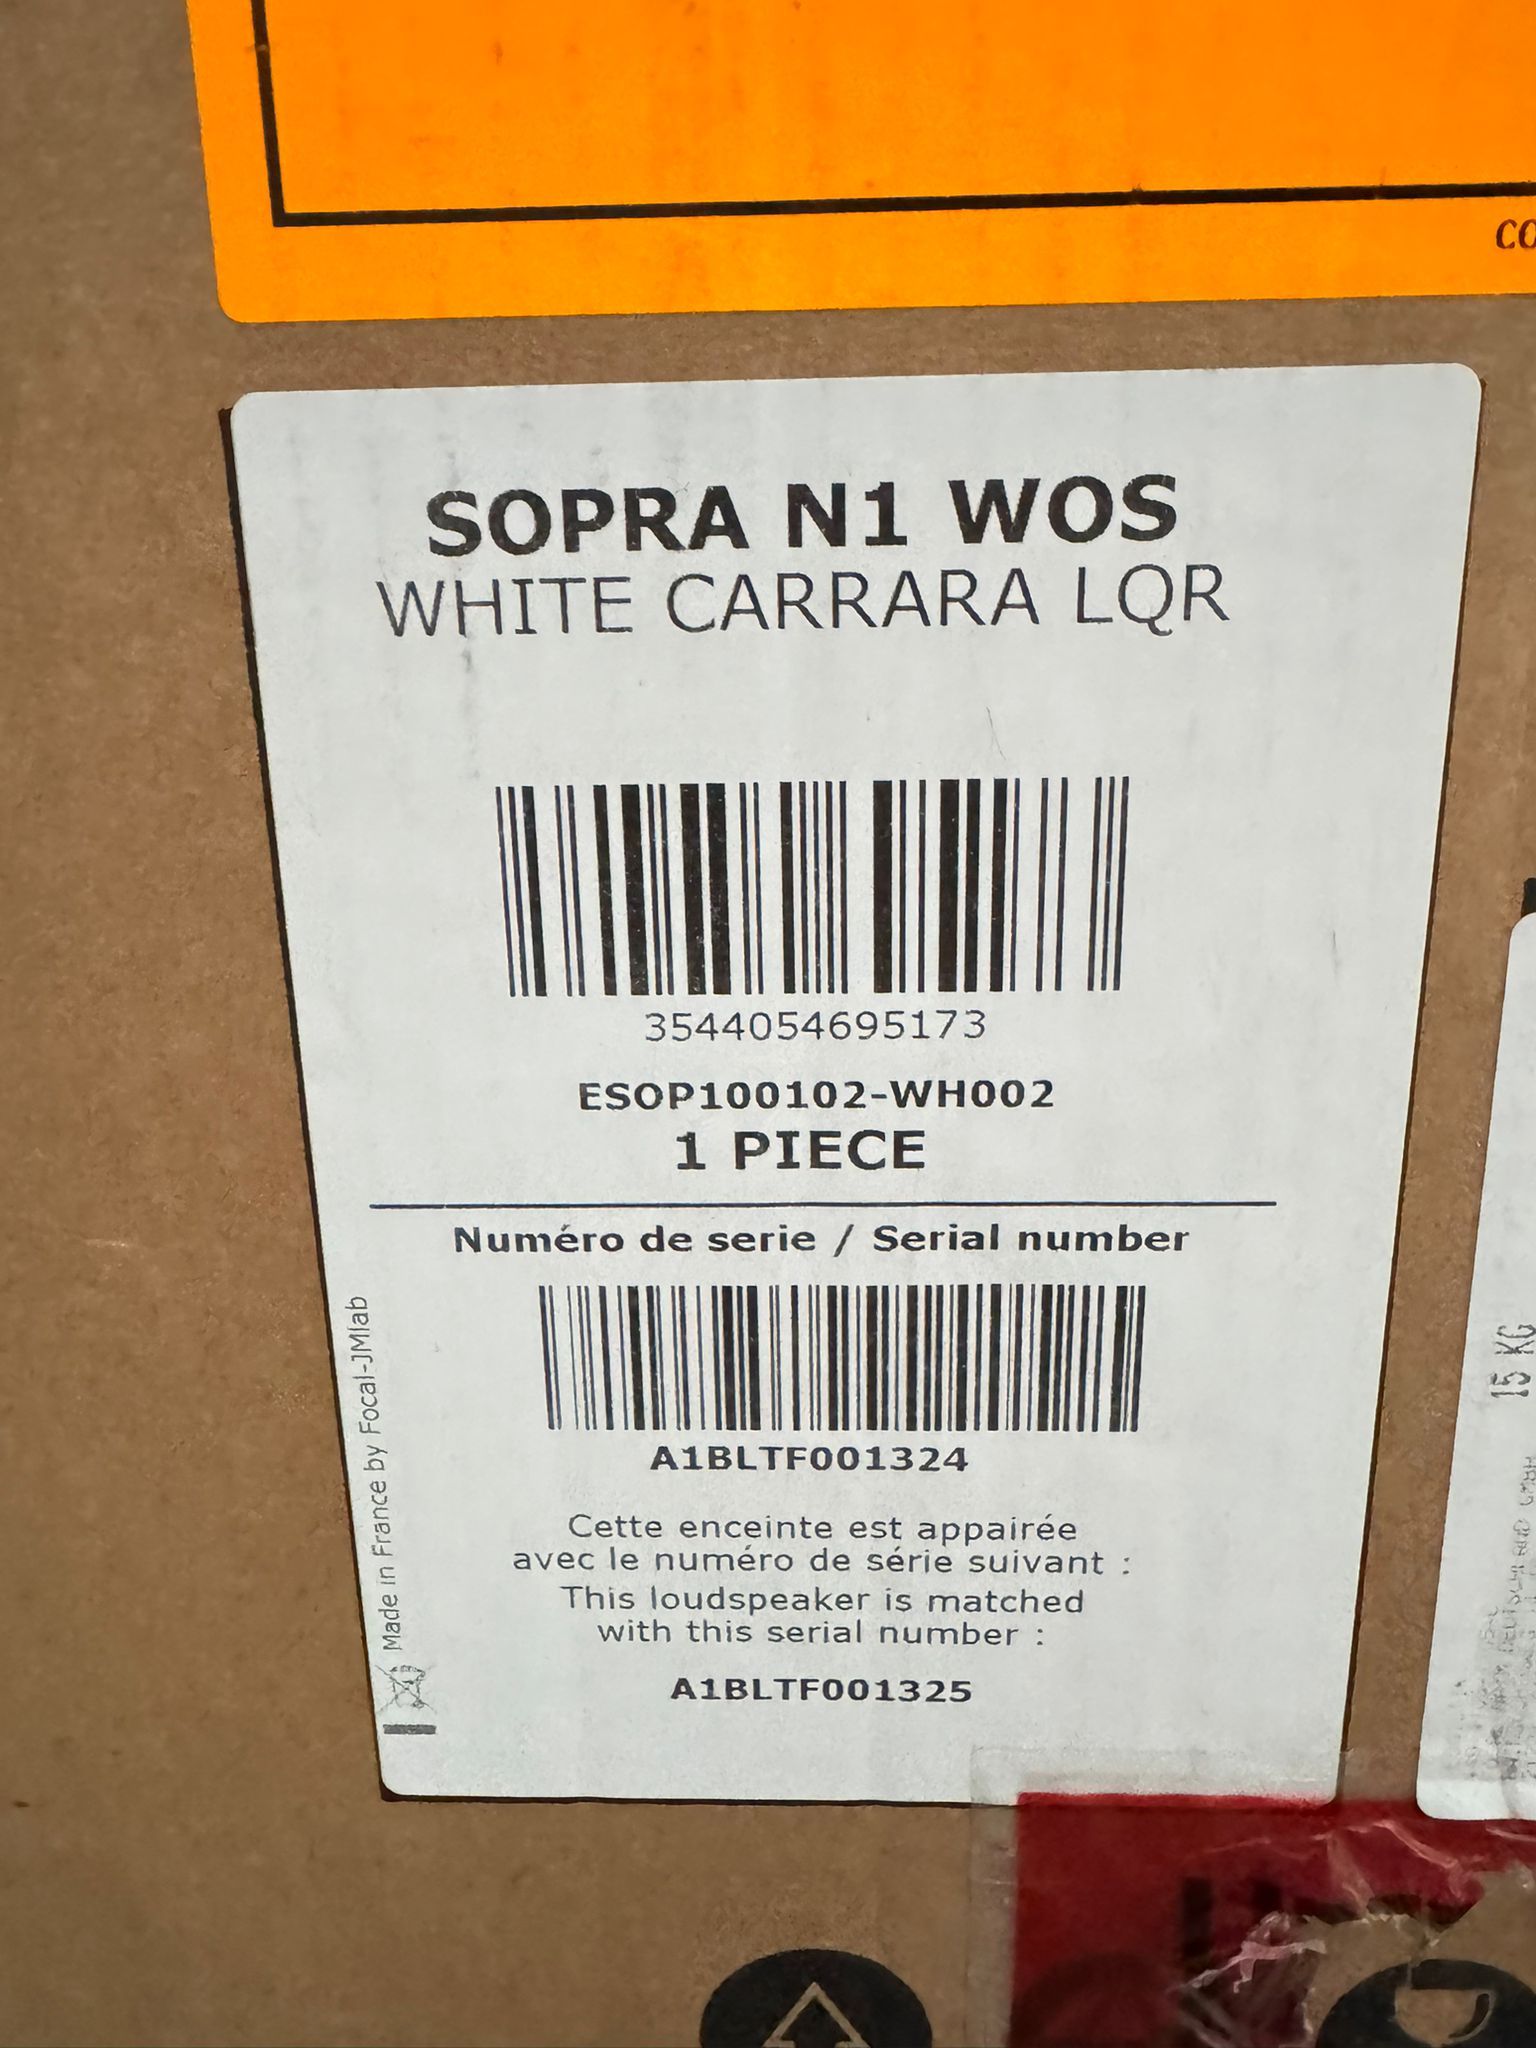 CO
SOPRA N1 WOS
WHITE CARRARA LQR
3544054695173
ESOP100102-WH002
1 PIECE
Numéro de serie / Serial number
A1BLTF001324
Cette enceinte est appairée
avec le numéro de série suivant :
This loudspeaker is matched
with this serial number :
A1BLTF001325
Made in France by Focal-JMlab
15 KG